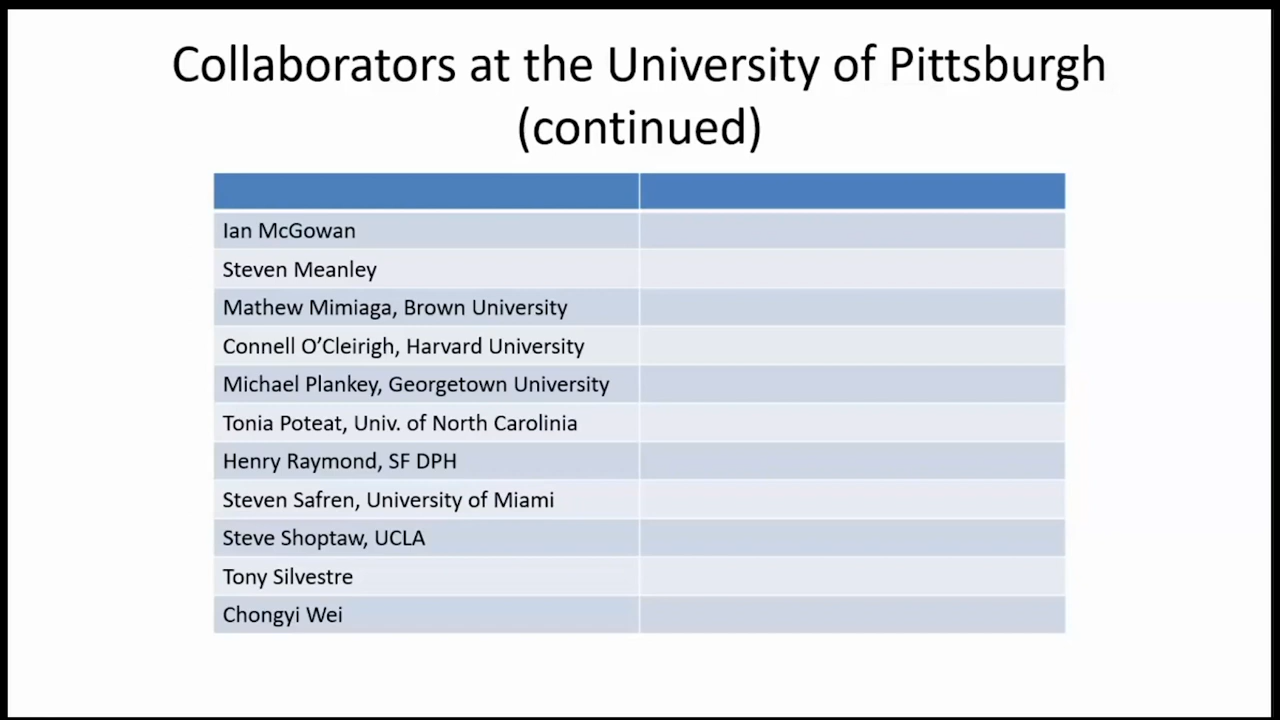 Collaborators at the University of Pittsburgh
(continued)
Ian McGowan
Steven Meanley
Mathew Mimiaga, Brown University
Connell O’Cleirigh, Harvard University
Michael Plankey, Georgetown University
Tonia Poteat, Univ. of North Carolinia
Henry Raymond, SF DPH
Steven Safren, University of Miami
Steve Shoptaw, UCLA
Tony Silvestre
Chongyi Wei